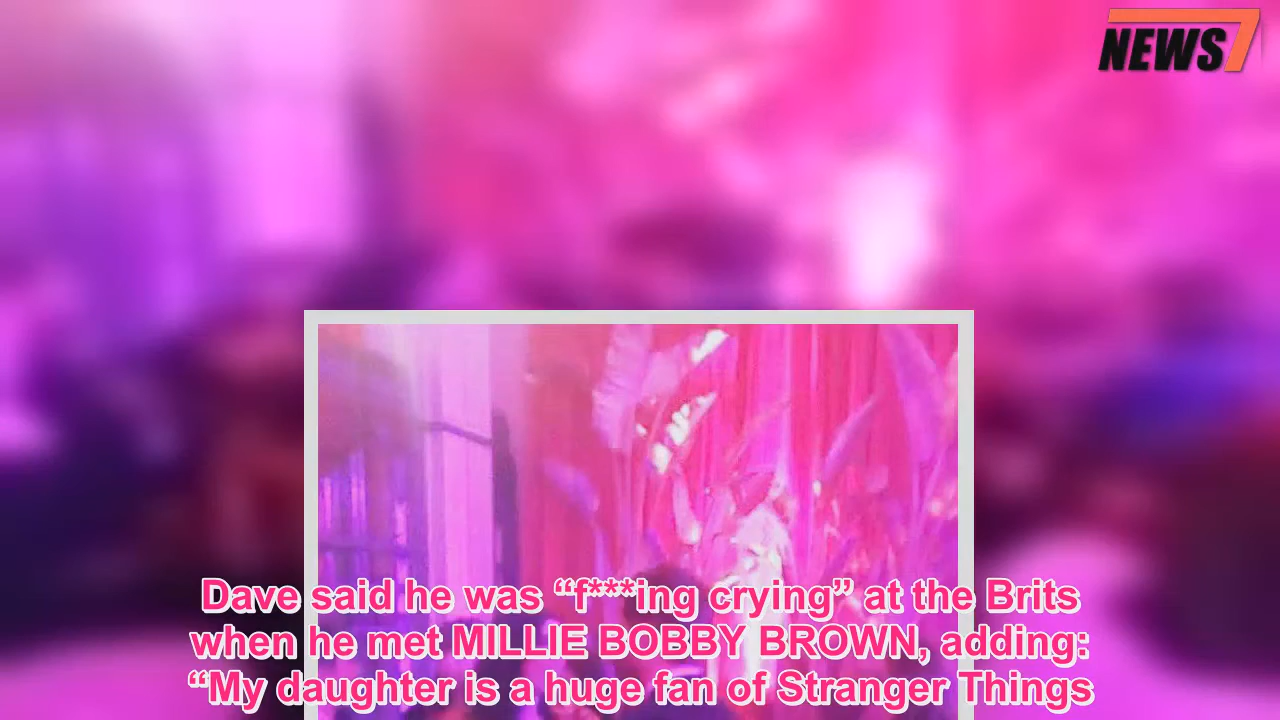 NEWS7
Dave said he was “f***ing crying” at the Brits
when he met MILLIE BOBBY BROWN, adding:
“My daughter is a huge fan of Stranger Things